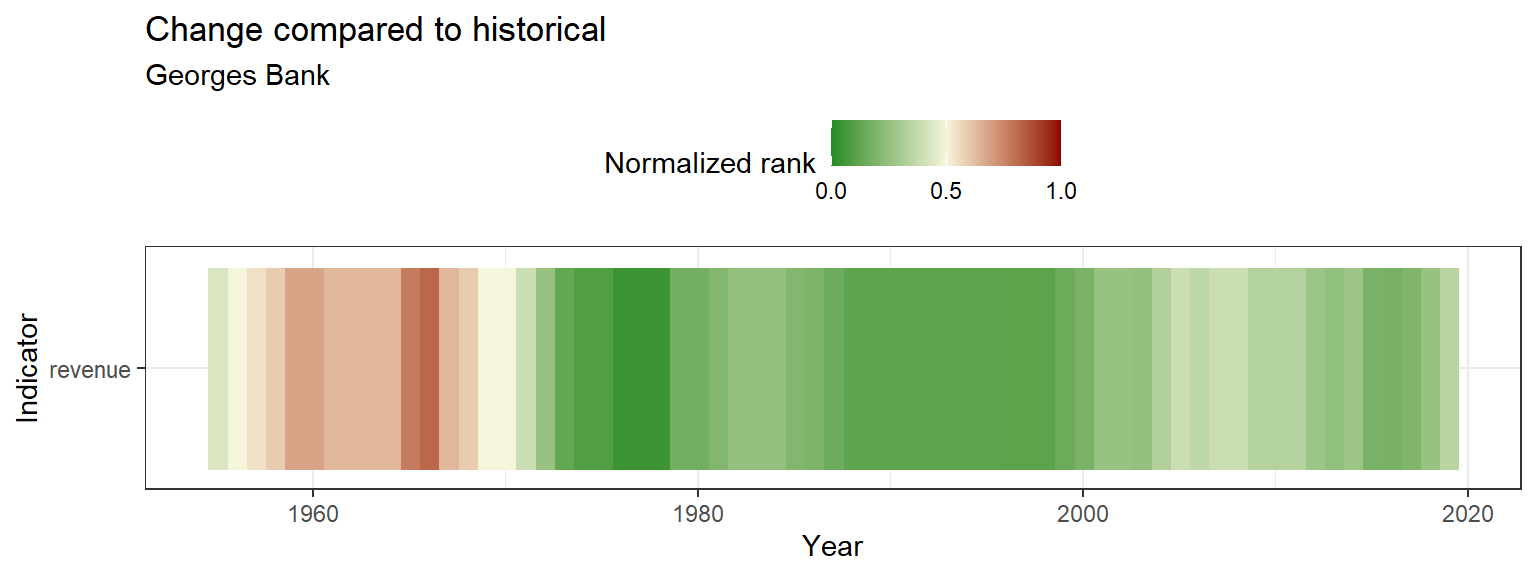 Change compared to historical
Georges Bank
Normalized rank
0.0 0.5 1.0
Indicator
revenue
1960 1980 2000 2020
Year